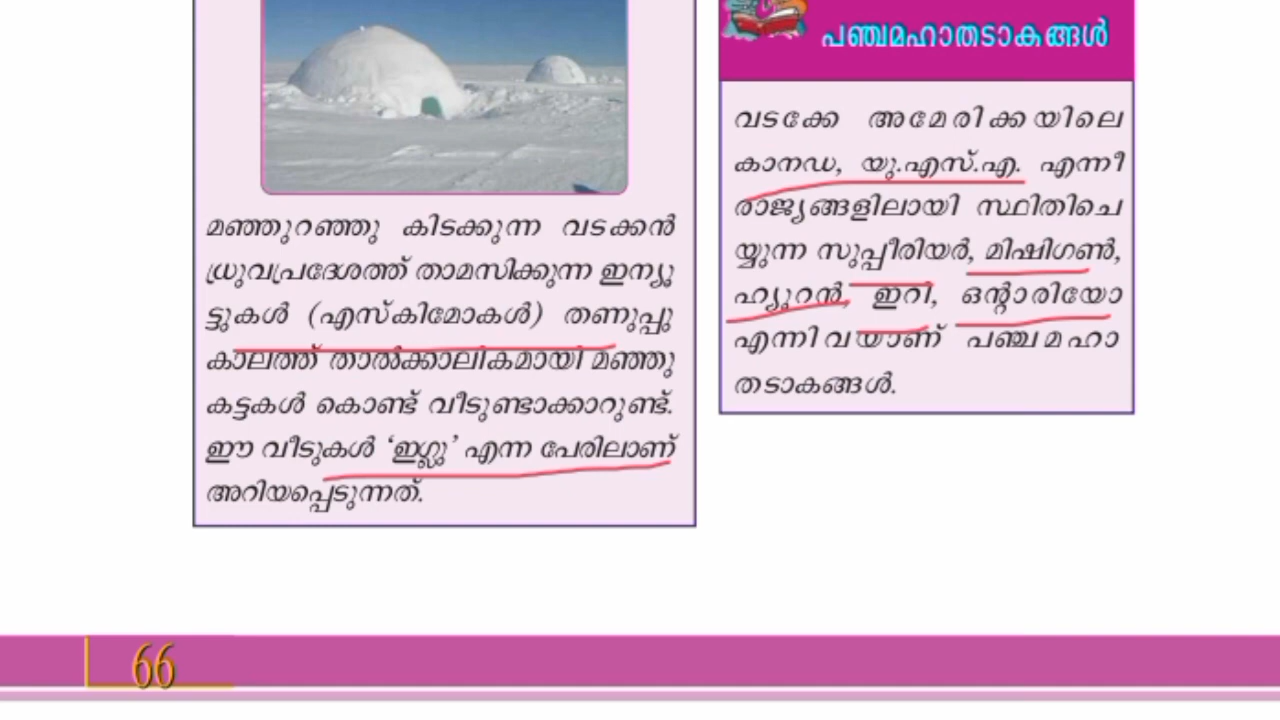 മഞ്ഞുറഞ്ഞു കിടക്കുന്ന വടക്കൻ
ധ്രുവപ്രദേശത്ത് താമസിക്കുന്ന ഇന്യൂ
ട്ടുകൾ (എസ്കിമോകൾ) തണുപ്പു
കാലത്ത് താൽക്കാലികമായി മഞ്ഞു
കട്ടകൾ കൊണ്ട് വീടുണ്ടാക്കാറുണ്ട്.
ഈ വീടുകൾ ‘ഇഗ്ലു’ എന്ന പേരിലാണ്
അറിയപ്പെടുന്നത്.
പഞ്ചമഹാതടാകങ്ങൾ
വടക്കേ അമേരിക്കയിലെ
കാനഡ, യു.എസ്.എ. എന്നീ
രാജ്യങ്ങളിലായി സ്ഥിതിചെ
യ്യുന്ന സുപ്പീരിയർ, മിഷിഗൺ,
ഹ്യൂറൻ, ഇറി, ഒന്റാരിയോ
എന്നിവയാണ് പഞ്ചമഹാ
തടാകങ്ങൾ.
66